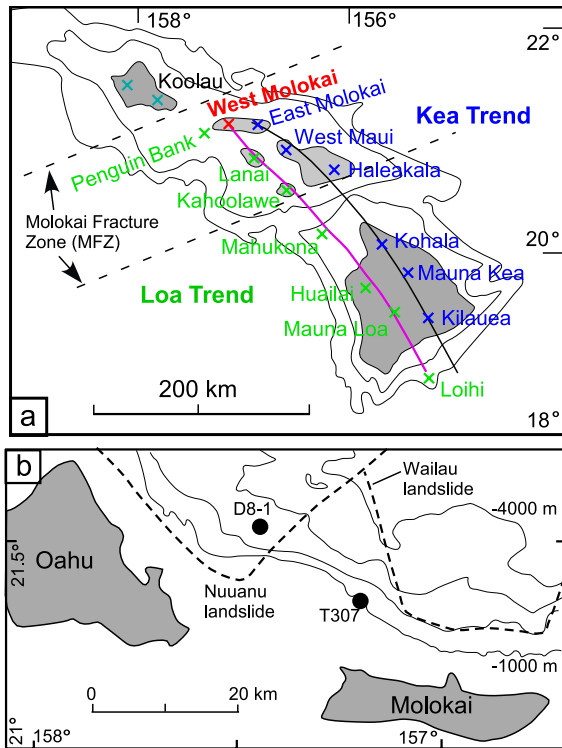 158°
156°
22°
Koolau
West Molokai
East Molokai
Kea Trend
West Maui
Penguin Bank
Lanai
Haleakala
Kahoolawe
Molokai Fracture
Zone (MFZ)
Mahukona
Kohala
20°
Mauna Kea
Loa Trend
Huailai
Mauna Loa
Kilauea
200 km
Loihi
a
18°
b
Wailau
landslide
D8-1
-4000 m
Oahu
21.5°
Nuuanu
landslide
T307
-1000 m
0
20 km
Molokai
21°
158°
157°